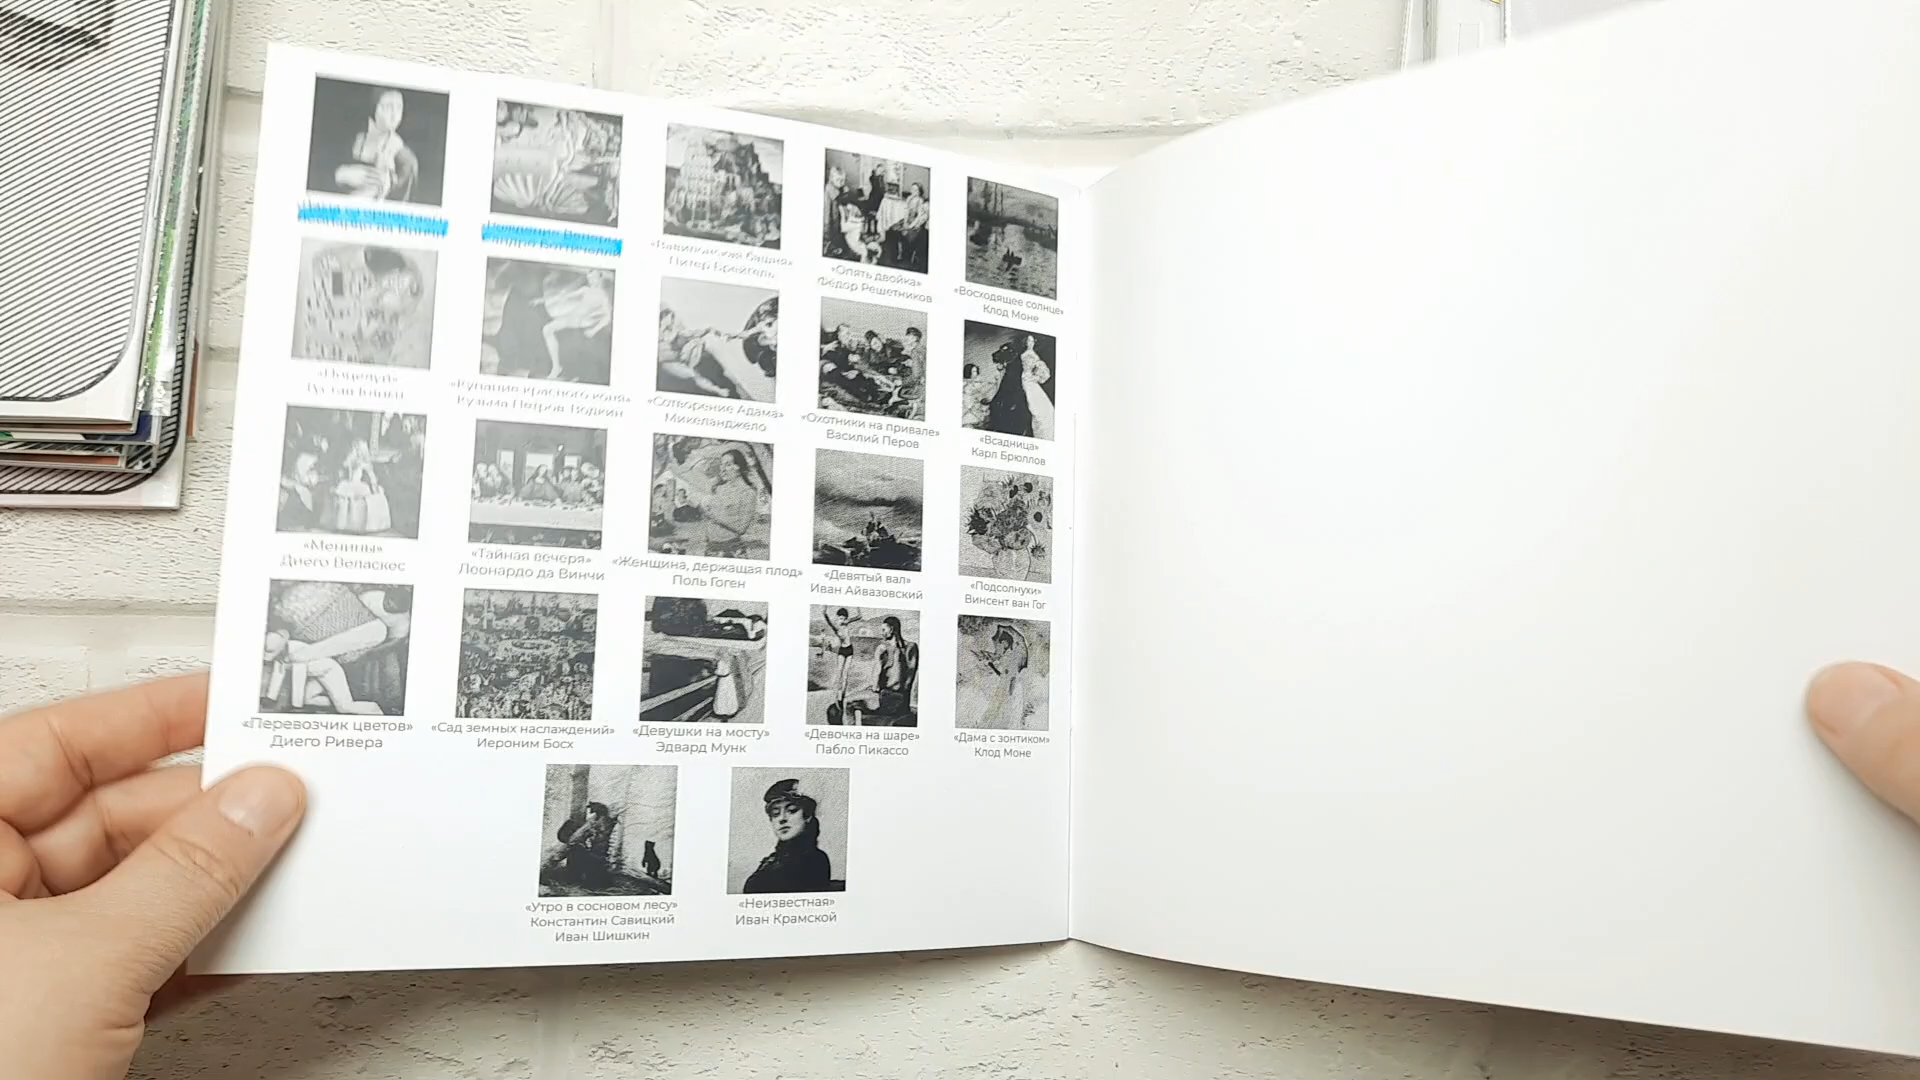 «Рождение Венеры»
«Вавилонская башня»
Питер Брейгель
«Опять двойка»
Фёдор Решетников
«Восходящее солнце»
Клод Моне
«Поцелуй»
Густав Климт
«Купание красного коня»
Кузьма Петров-Водкин
«Сотворение Адама»
Микеланджело
«Охотники на привале»
Василий Перов
«Всадница»
Карл Брюллов
«Менины»
Диего Веласкес
«Тайная вечеря»
Леонардо да Винчи
«Женщина, держащая плод»
Поль Гоген
«Девятый вал»
Иван Айвазовский
«Подсолнухи»
Винсент ван Гог
«Перевозчик цветов»
Диего Ривера
«Сад земных наслаждений»
Иероним Босх
«Девушки на мосту»
Эдвард Мунк
«Девочка на шаре»
Пабло Пикассо
«Дама с зонтиком»
Клод Моне
«Утро в сосновом лесу»
Константин Савицкий
Иван Шишкин
«Неизвестная»
Иван Крамской